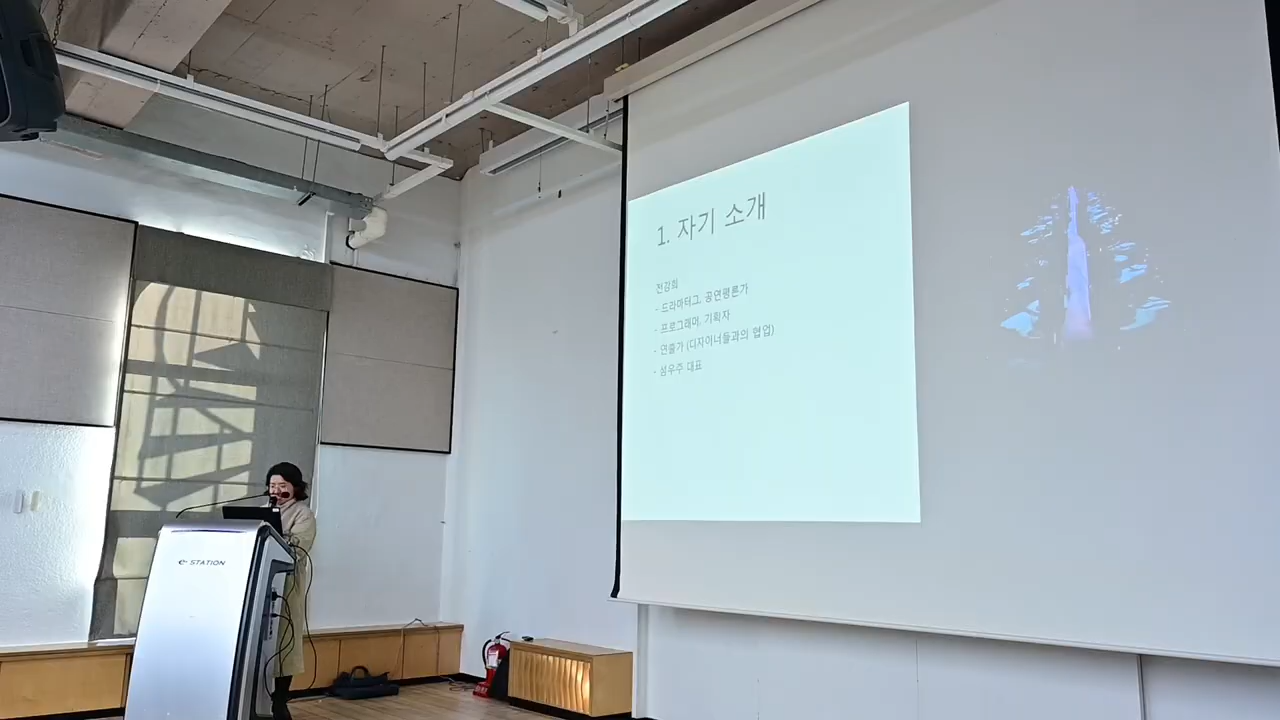 1. 자기 소개
전강희
- 드라마터그, 공연평론가
- 프로그래머, 기획자
- 연출가 (디자이너들과의 협업)
- 섬우주 대표
e-STATION